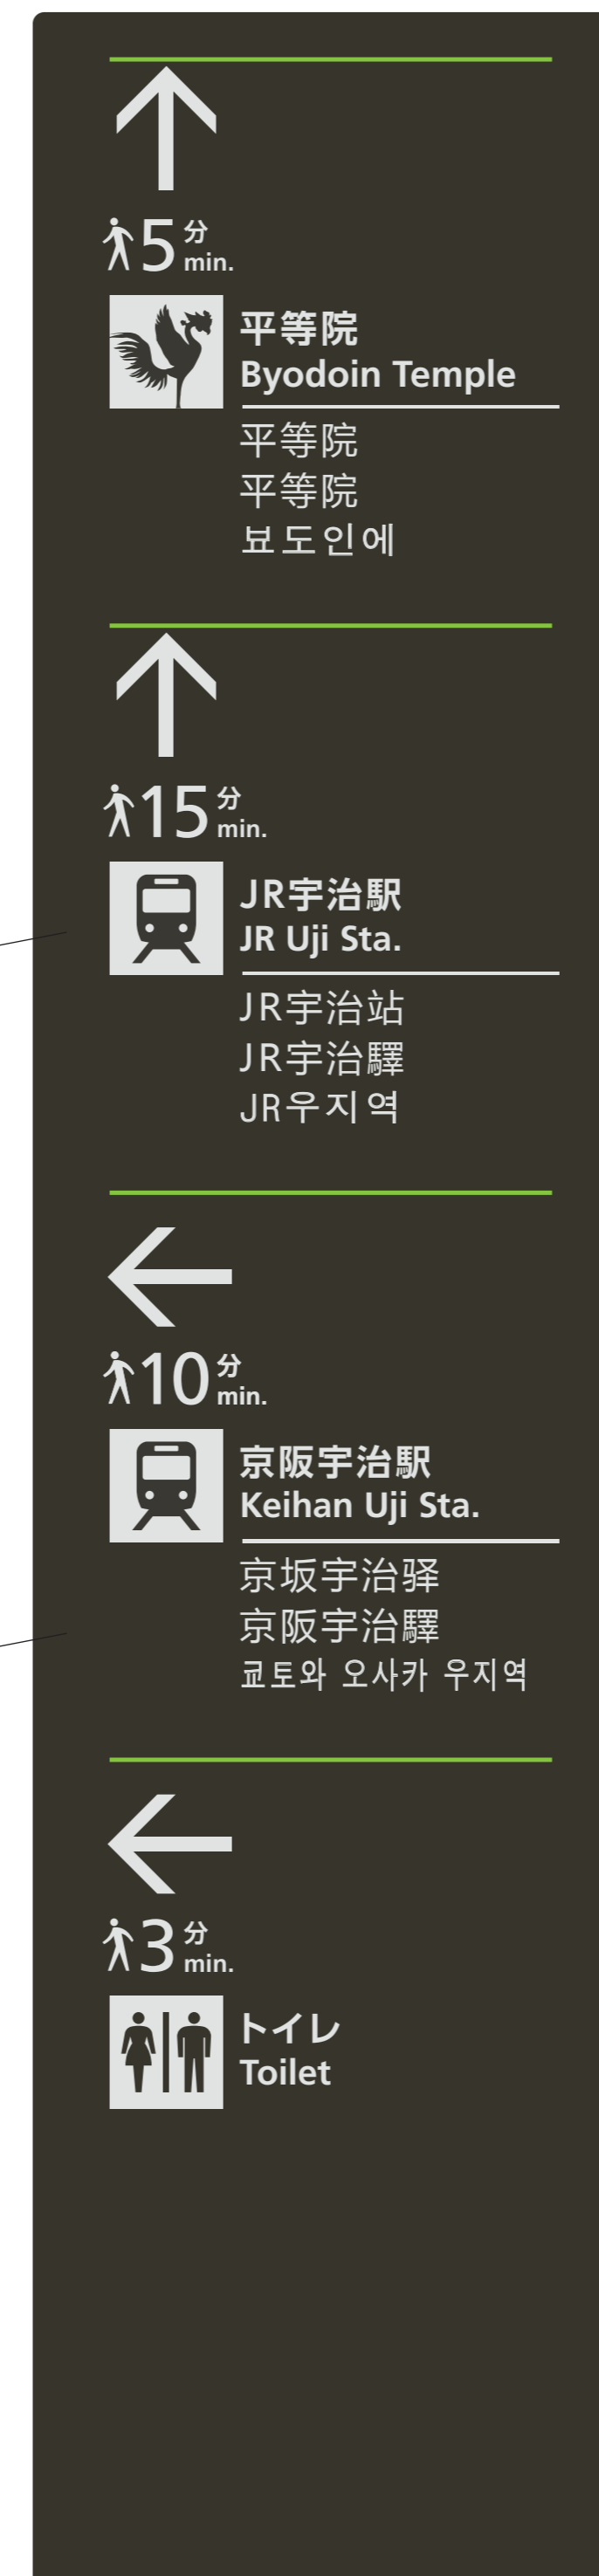 5分
min.
平等院
Byodoin Temple
平等院
平等院
뵤도인에
15分
min.
JR宇治駅
JR Uji Sta.
JR宇治站
JR宇治驛
JR우지역
10分
min.
京阪宇治駅
Keihan Uji Sta.
京坂宇治驿
京阪宇治驛
쿄토와 오사카 우지역
3分
min.
トイレ
Toilet